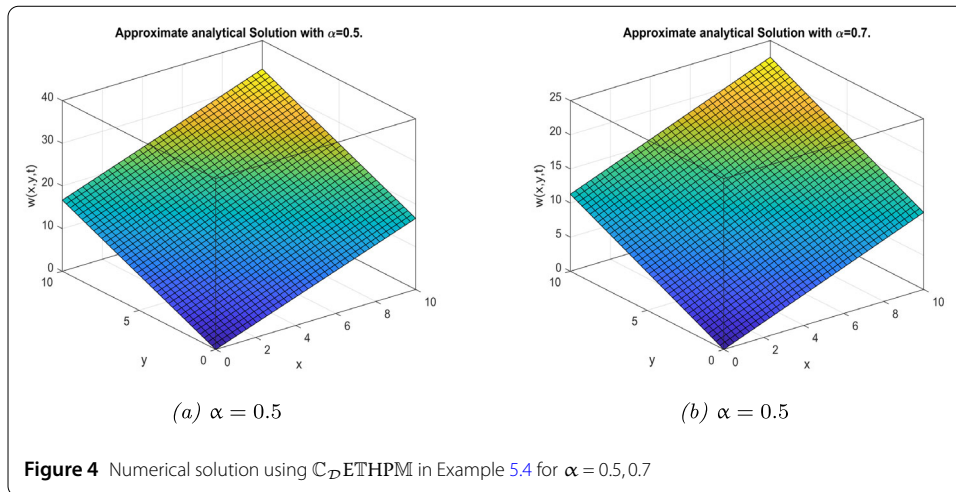 Approximate analytical Solution with α=0.5.
40
30
20
10
0
w(x,y,t)
10
5
0
y
0
2
4
6
8
10
x
(a) α = 0.5
Approximate analytical Solution with α=0.7.
25
20
15
10
5
0
w(x,y,t)
10
5
0
y
0
2
4
6
8
10
x
(b) α = 0.5
Figure 4 Numerical solution using ℂ𝒟E𝕋HP𝕄 in Example 5.4 for α = 0.5,0.7